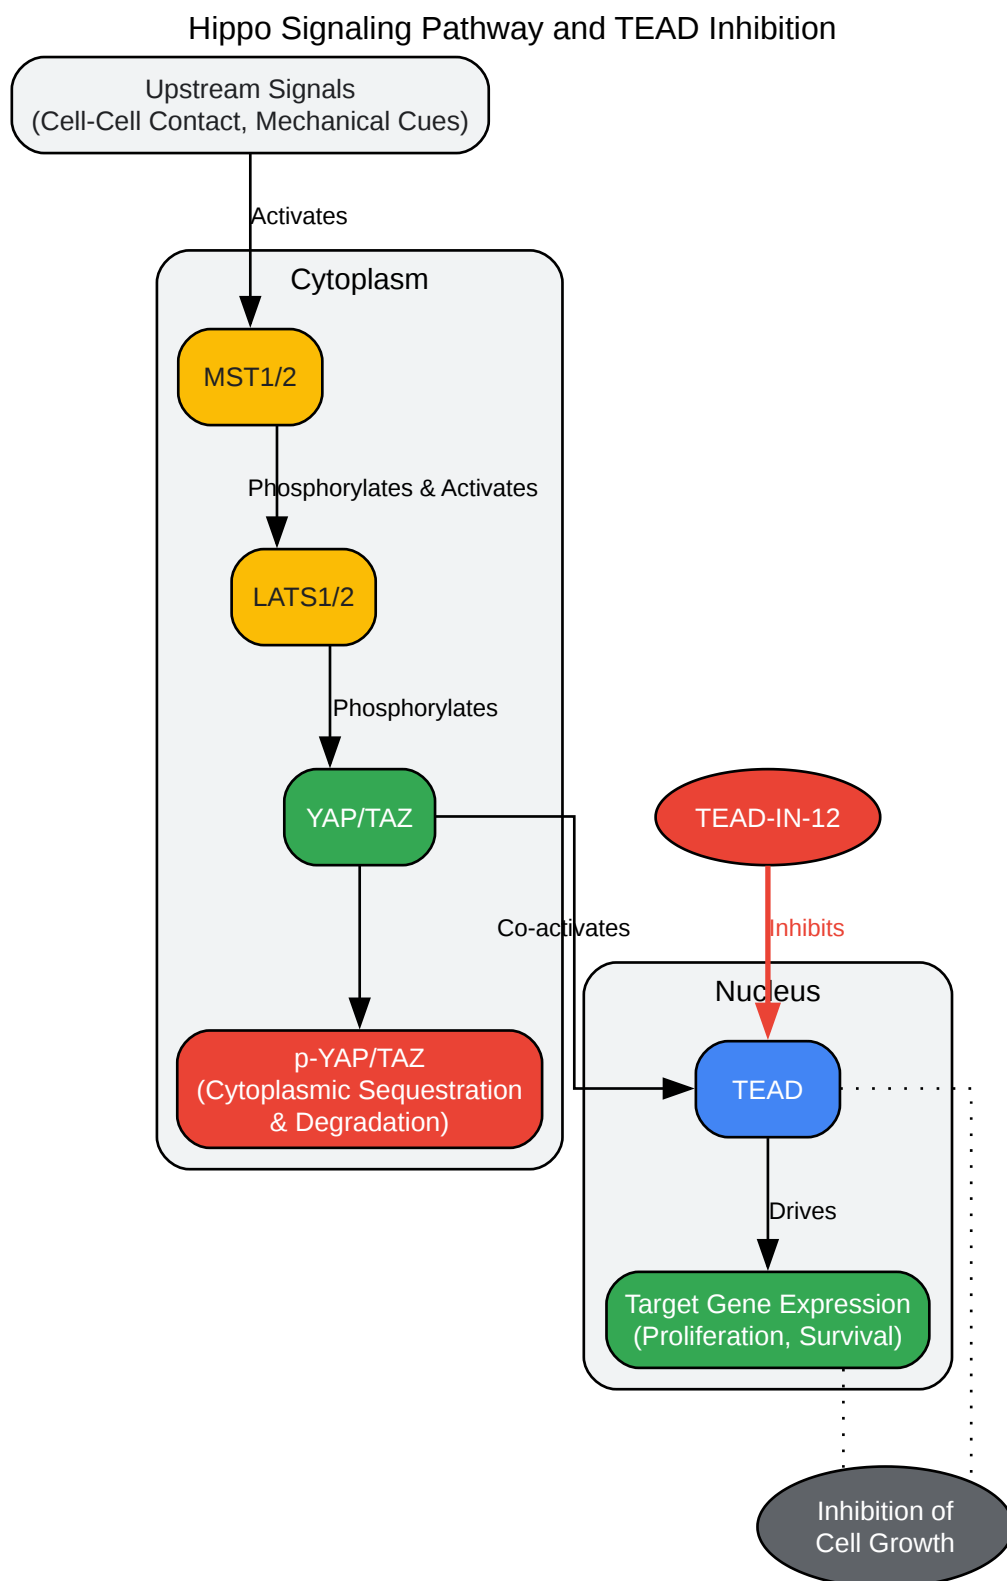 Hippo Signaling Pathway and TEAD Inhibition
Upstream Signals
(Cell-Cell Contact, Mechanical Cues)
Activates
Cytoplasm
MST1/2
Phosphorylates & Activates
LATS1/2
Phosphorylates
YAP/TAZ
TEAD-IN-12
Co-activates
Inhibits
Nucleus
p-YAP/TAZ
(Cytoplasmic Sequestration
& Degradation)
TEAD
Drives
Target Gene Expression
(Proliferation, Survival)
Inhibition of
Cell Growth